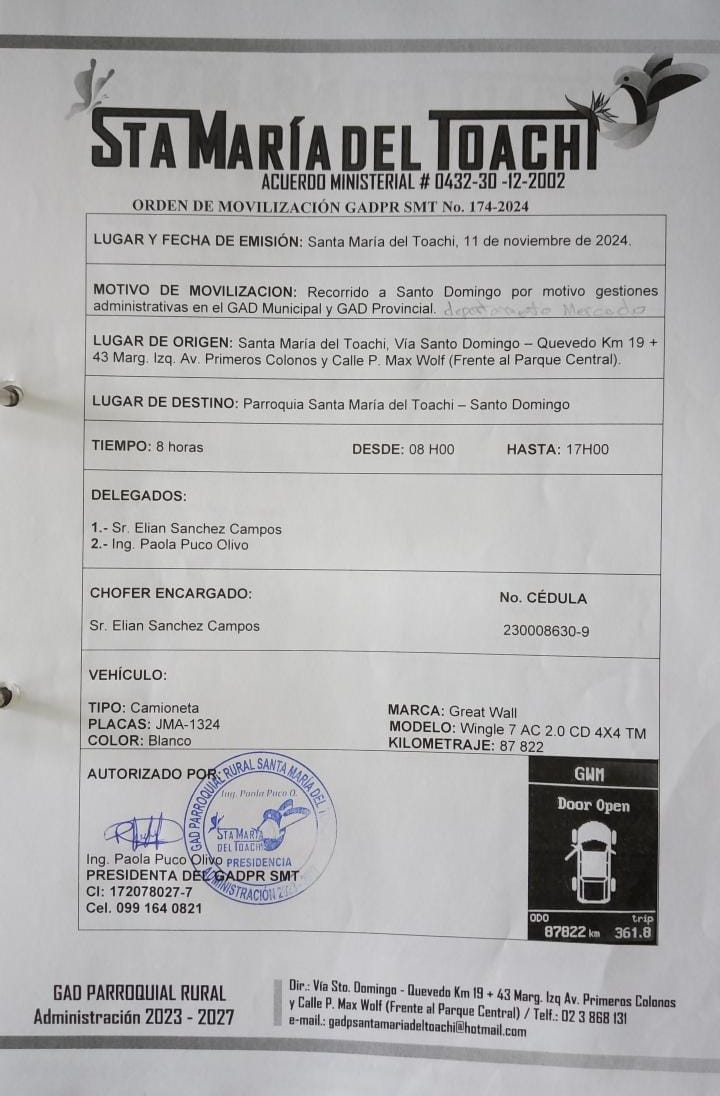 STA MARÍA DEL TOACHI
ACUERDO MINISTERIAL # 0432-30 -12-2002
ORDEN DE MOVILIZACIÓN GADPR SMT No. 174-2024
LUGAR Y FECHA DE EMISIÓN: Santa María del Toachi, 11 de noviembre de 2024.
MOTIVO DE MOVILIZACION: Recorrido a Santo Domingo por motivo gestiones
administrativas en el GAD Municipal y GAD Provincial. departamento Mercado
LUGAR DE ORIGEN: Santa María del Toachi, Vía Santo Domingo – Quevedo Km 19 +
43 Marg. Izq. Av. Primeros Colonos y Calle P. Max Wolf (Frente al Parque Central).
LUGAR DE DESTINO: Parroquia Santa María del Toachi – Santo Domingo
TIEMPO: 8 horas DESDE: 08 H00 HASTA: 17H00
DELEGADOS:
1.- Sr. Elian Sanchez Campos
2.- Ing. Paola Puco Olivo
CHOFER ENCARGADO: No. CÉDULA
Sr. Elian Sanchez Campos 230008630-9
VEHÍCULO:
TIPO: Camioneta MARCA: Great Wall
PLACAS: JMA-1324 MODELO: Wingle 7 AC 2.0 CD 4X4 TM
COLOR: Blanco KILOMETRAJE: 87 822
AUTORIZADO POR:
GAD PARROQUIAL RURAL SANTA MARÍA DEL
Ing. Paola Puco O.
STA MARÍA
DEL TOACHI
PRESIDENCIA
ADMINISTRACIÓN
Ing. Paola Puco Olivo
PRESIDENTA DEL GADPR SMT
CI: 172078027-7
Cel. 099 164 0821
GWM
Door Open
ODO trip
87822 km 361.8
GAD PARROQUIAL RURAL
Administración 2023 - 2027
Dir.: Vía Sto. Domingo - Quevedo Km 19 + 43 Marg. Izq Av. Primeros Colonos
y Calle P. Max Wolf (Frente al Parque Central) / Telf.: 02 3 868 131
e-mail.: gadpsantamariadeltoachi@hotmail.com